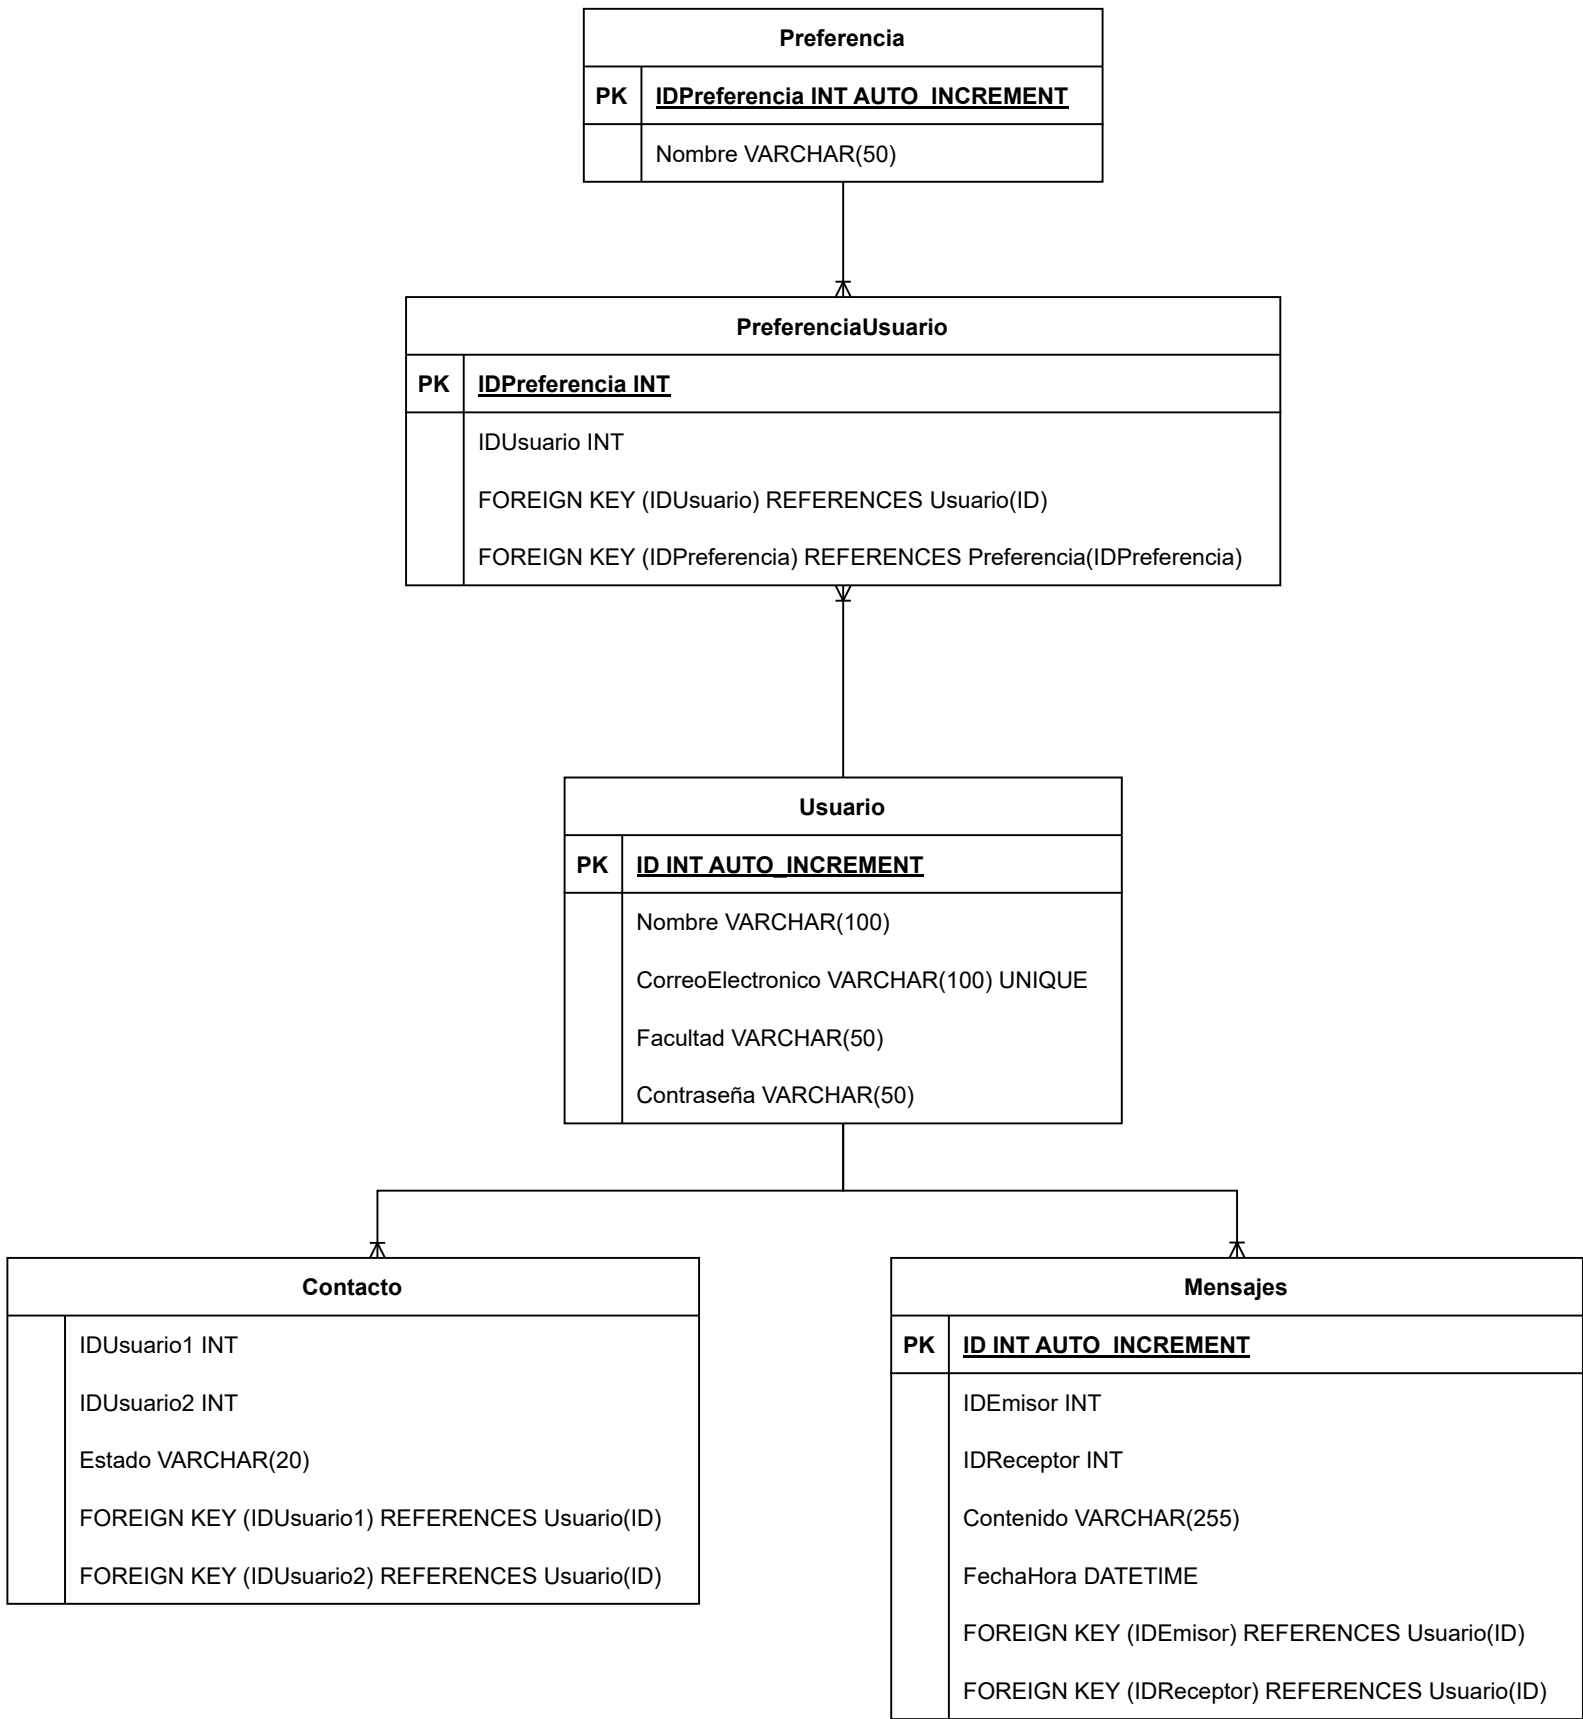 Preferencia
PK IDPreferencia INT AUTO_INCREMENT
Nombre VARCHAR(50)
PreferenciaUsuario
PK IDPreferencia INT
IDUsuario INT
FOREIGN KEY (IDUsuario) REFERENCES Usuario(ID)
FOREIGN KEY (IDPreferencia) REFERENCES Preferencia(IDPreferencia)
Usuario
PK ID INT AUTO_INCREMENT
Nombre VARCHAR(100)
CorreoElectronico VARCHAR(100) UNIQUE
Facultad VARCHAR(50)
Contraseña VARCHAR(50)
Contacto
IDUsuario1 INT
IDUsuario2 INT
Estado VARCHAR(20)
FOREIGN KEY (IDUsuario1) REFERENCES Usuario(ID)
FOREIGN KEY (IDUsuario2) REFERENCES Usuario(ID)
Mensajes
PK ID INT AUTO_INCREMENT
IDEmisor INT
IDReceptor INT
Contenido VARCHAR(255)
FechaHora DATETIME
FOREIGN KEY (IDEmisor) REFERENCES Usuario(ID)
FOREIGN KEY (IDReceptor) REFERENCES Usuario(ID)